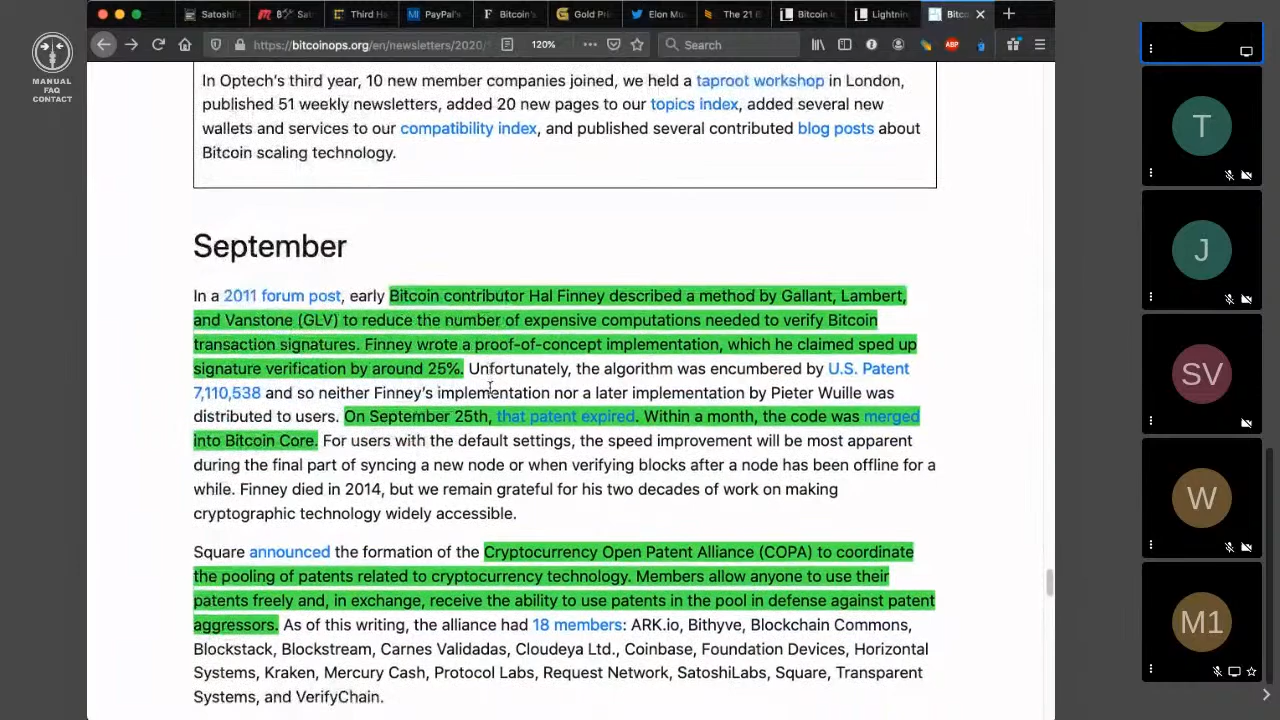 Satoshi's
Sat
Third Ha
PayPal's
Bitcoin's
Gold Pri
Elon Mu
The 21
Bitcoin
Lightnin
Bitc
MANUAL
FAQ
CONTACT
https://bitcoinops.org/en/newsletters/2020/
120%
Search
ABP
In Optech's third year, 10 new member companies joined, we held a taproot workshop in London,
published 51 weekly newsletters, added 20 new pages to our topics index, added several new
wallets and services to our compatibility index, and published several contributed blog posts about
Bitcoin scaling technology.
September
In a 2011 forum post, early Bitcoin contributor Hal Finney described a method by Gallant, Lambert,
and Vanstone (GLV) to reduce the number of expensive computations needed to verify Bitcoin
transaction signatures. Finney wrote a proof-of-concept implementation, which he claimed sped up
signature verification by around 25%. Unfortunately, the algorithm was encumbered by U.S. Patent
7,110,538 and so neither Finney's implementation nor a later implementation by Pieter Wuille was
distributed to users. On September 25th, that patent expired. Within a month, the code was merged
into Bitcoin Core. For users with the default settings, the speed improvement will be most apparent
during the final part of syncing a new node or when verifying blocks after a node has been offline for a
while. Finney died in 2014, but we remain grateful for his two decades of work on making
cryptographic technology widely accessible.
Square announced the formation of the Cryptocurrency Open Patent Alliance (COPA) to coordinate
the pooling of patents related to cryptocurrency technology. Members allow anyone to use their
patents freely and, in exchange, receive the ability to use patents in the pool in defense against patent
aggressors. As of this writing, the alliance had 18 members: ARK.io, Bithyve, Blockchain Commons,
Blockstack, Blockstream, Carnes Validadas, Cloudeya Ltd., Coinbase, Foundation Devices, Horizontal
Systems, Kraken, Mercury Cash, Protocol Labs, Request Network, SatoshiLabs, Square, Transparent
Systems, and VerifyChain.
T
J
SV
W
M1